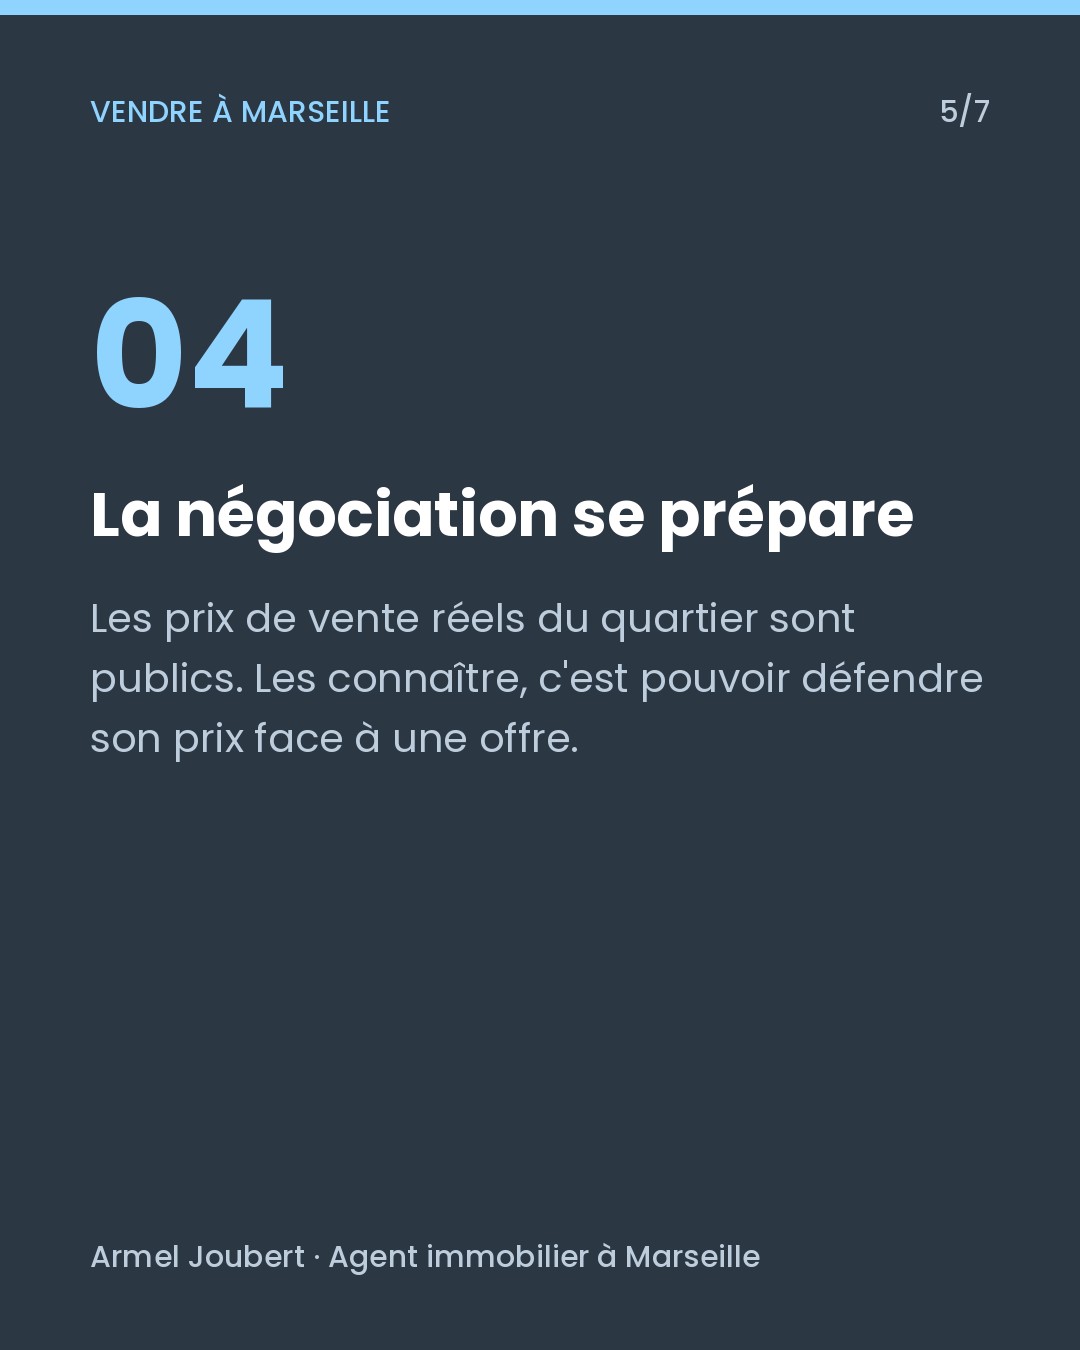 VENDRE À MARSEILLE
5/7
04
La négociation se prépare
Les prix de vente réels du quartier sont
publics. Les connaître, c'est pouvoir défendre
son prix face à une offre.
Armel Joubert · Agent immobilier à Marseille